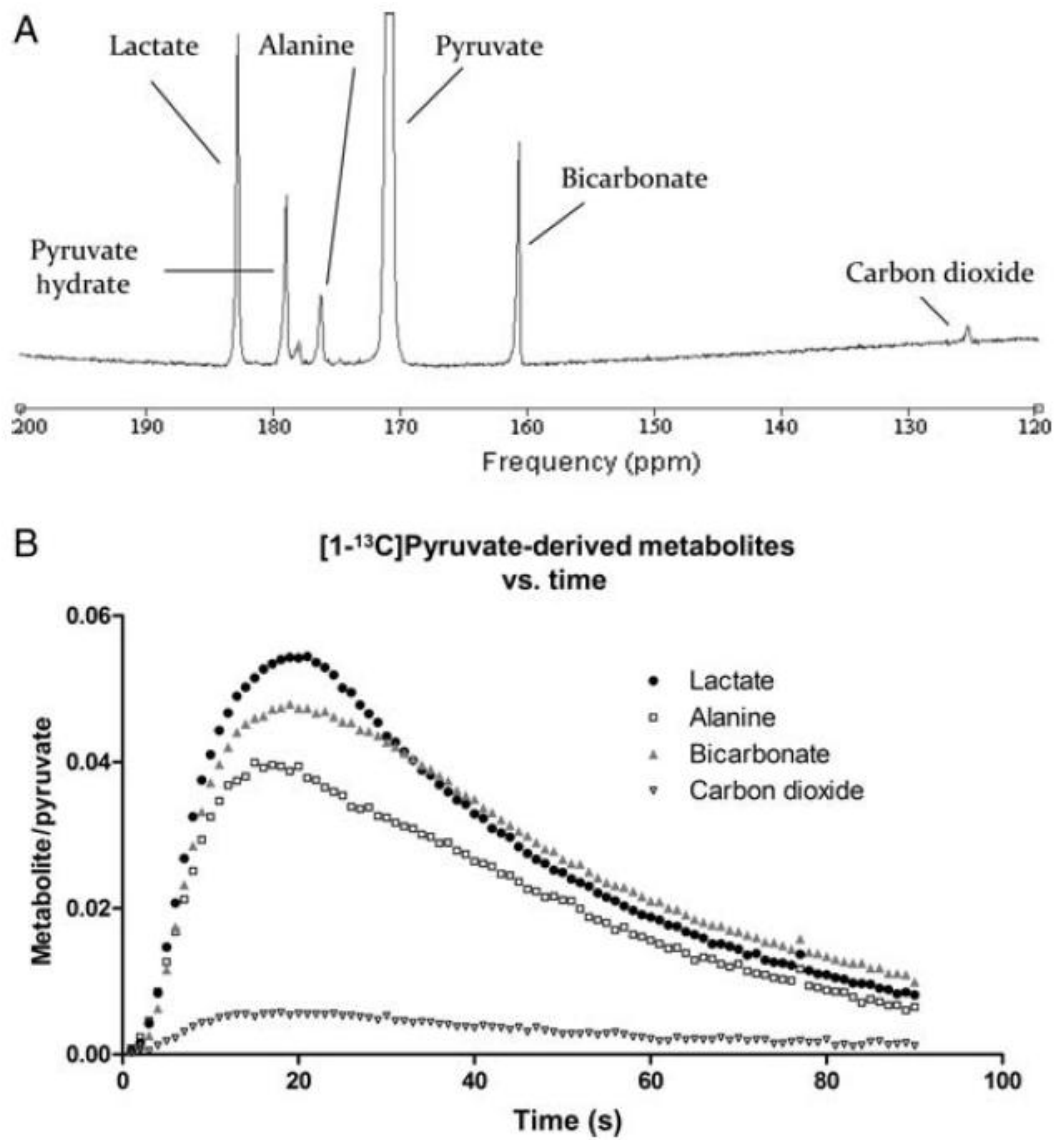 A
Lactate
Alanine
Pyruvate
Bicarbonate
Pyruvate
hydrate
Carbon dioxide
200 190 180 170 160 150 140 130 120
Frequency (ppm)
B
[1-¹³C]Pyruvate-derived metabolites
vs. time
0.06
0.04
0.02
0.00
Metabolite/pyruvate
Lactate
Alanine
Bicarbonate
Carbon dioxide
0 20 40 60 80 100
Time (s)